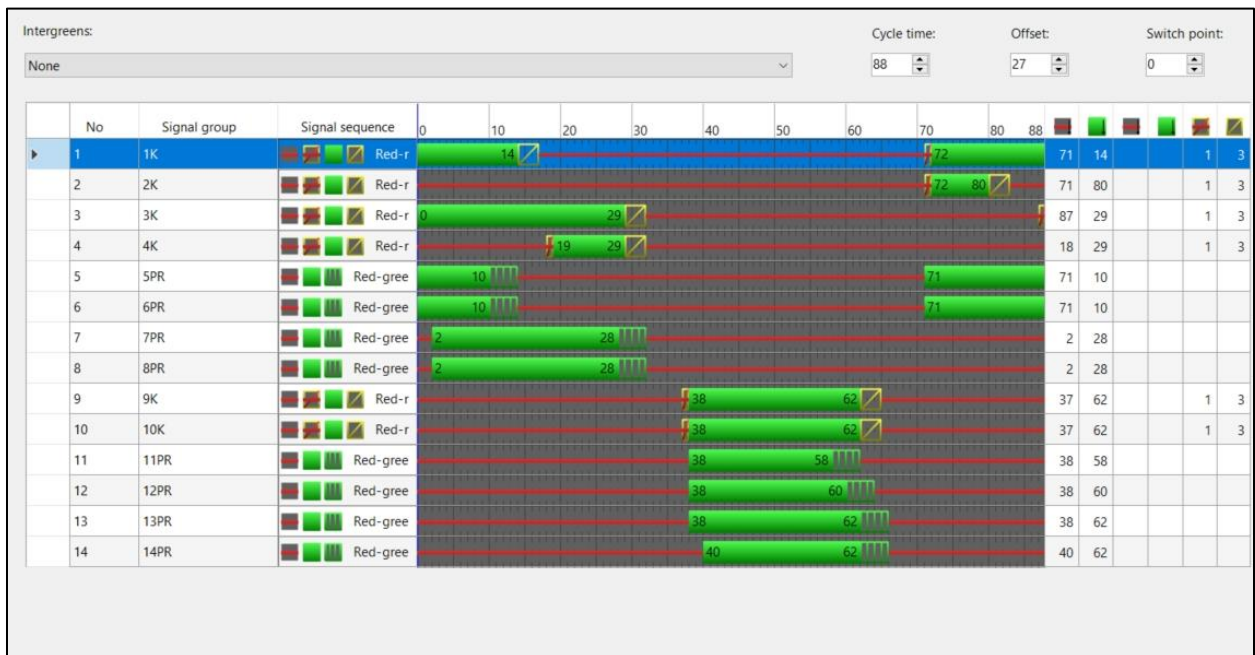 Intergreens: Cycle time: Offset: Switch point:
None 88 27 0
No Signal group Signal sequence 0 10 20 30 40 50 60 70 80 88
1 1K Red-r 14 72 71 14 1 3
2 2K Red-r 72 80 71 80 1 3
3 3K Red-r 0 29 87 29 1 3
4 4K Red-r 19 29 18 29 1 3
5 5PR Red-gree 10 71 71 10
6 6PR Red-gree 10 71 71 10
7 7PR Red-gree 2 28 2 28
8 8PR Red-gree 2 28 2 28
9 9K Red-r 38 62 37 62 1 3
10 10K Red-r 38 62 37 62 1 3
11 11PR Red-gree 38 58 38 58
12 12PR Red-gree 38 60 38 60
13 13PR Red-gree 38 62 38 62
14 14PR Red-gree 40 62 40 62